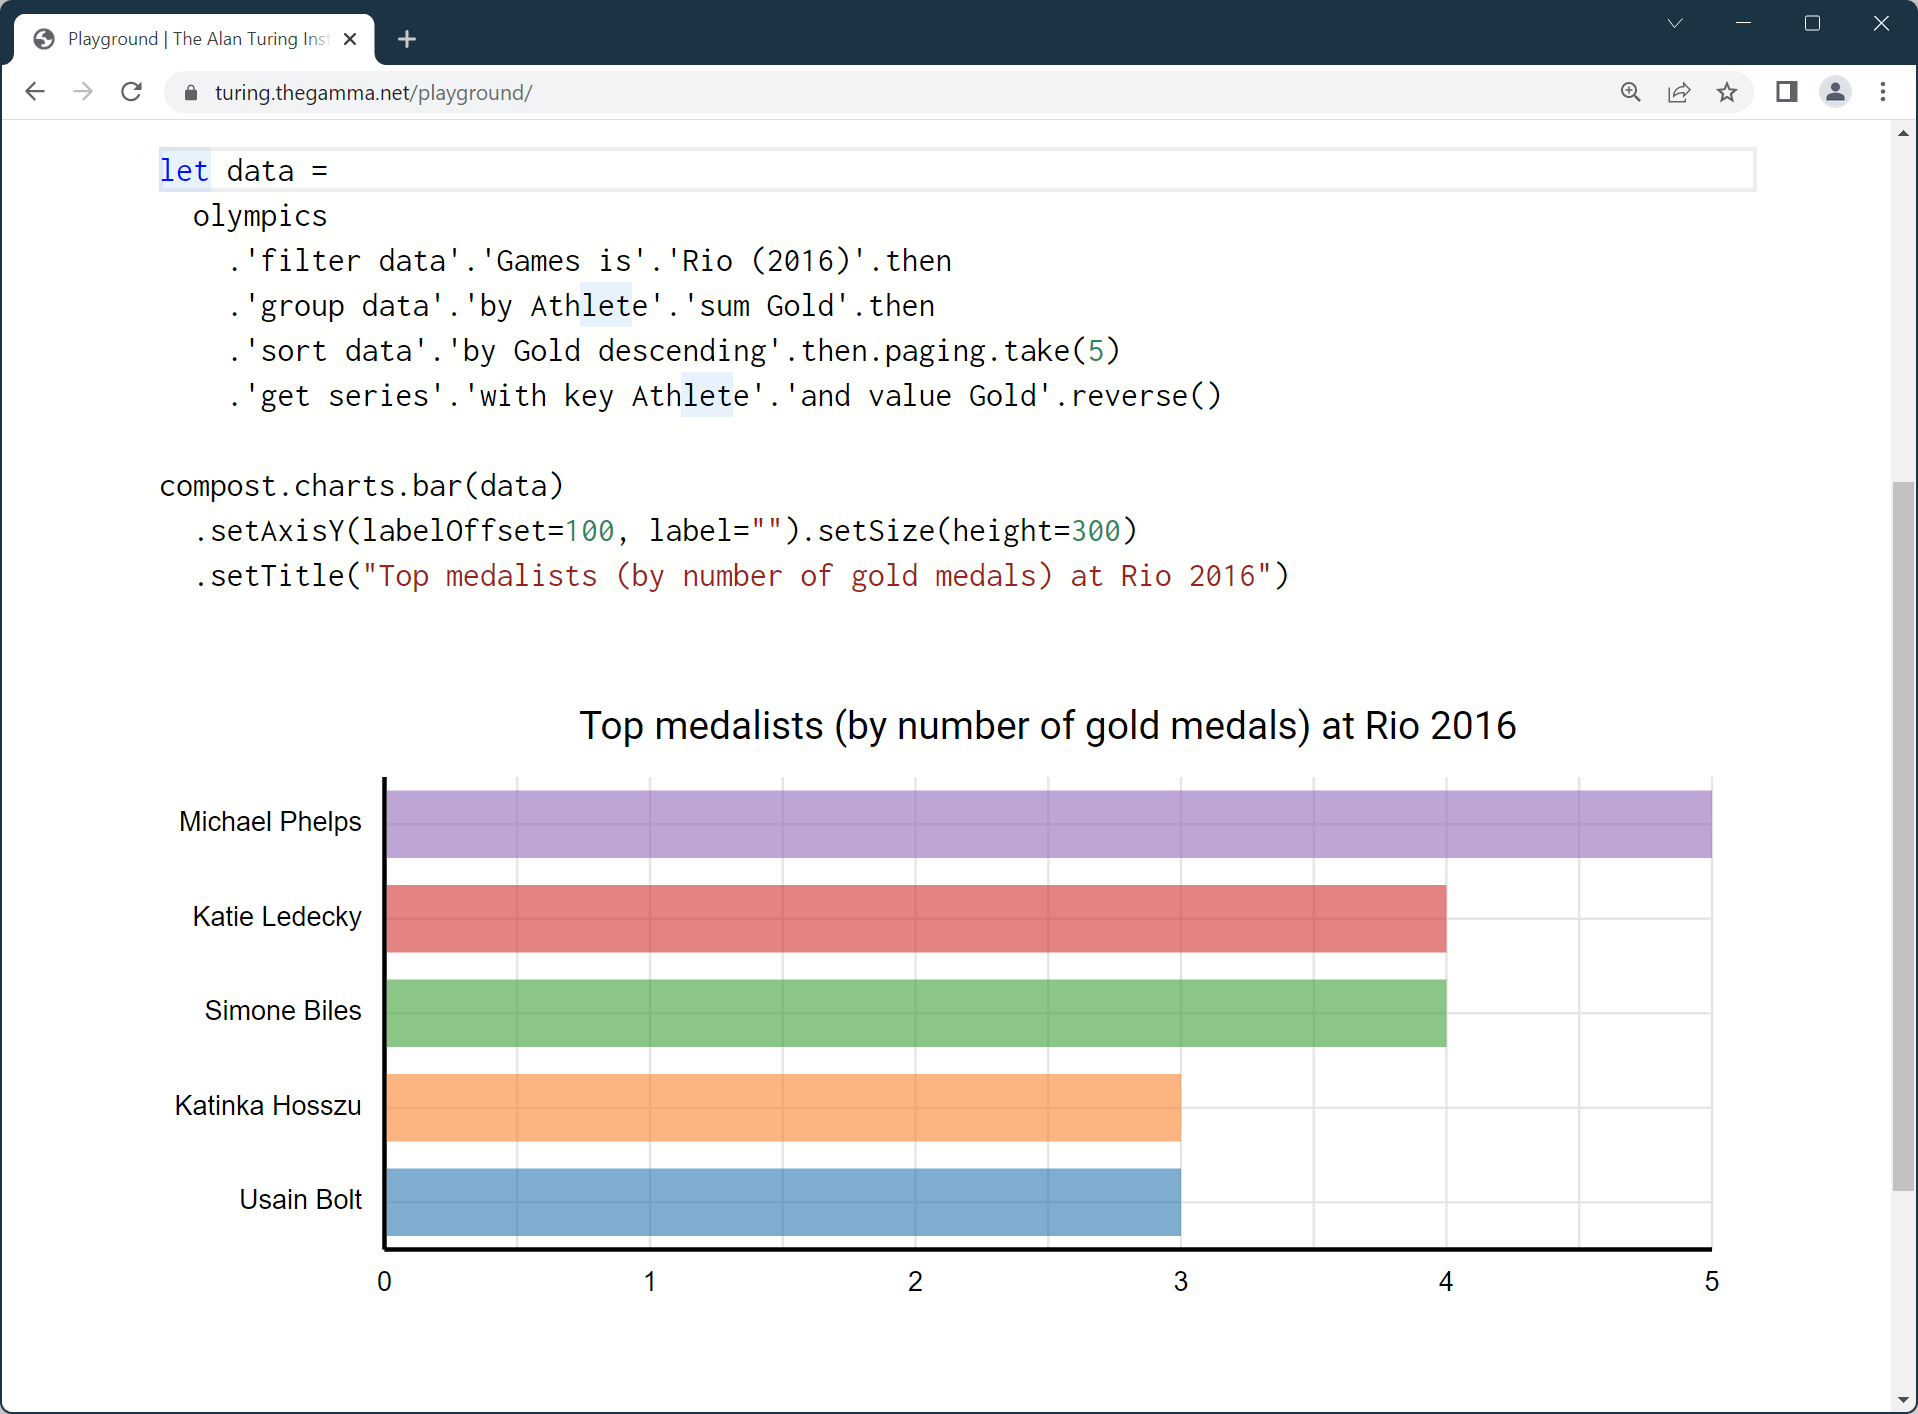 Playground | The Alan Turing Inst
turing.thegamma.net/playground/
let data =
  olympics
    .'filter data'.'Games is'.'Rio (2016)'.then
    .'group data'.'by Athlete'.'sum Gold'.then
    .'sort data'.'by Gold descending'.then.paging.take(5)
    .'get series'.'with key Athlete'.'and value Gold'.reverse()
compost.charts.bar(data)
  .setAxisY(labelOffset=100, label="").setSize(height=300)
  .setTitle("Top medalists (by number of gold medals) at Rio 2016")
Top medalists (by number of gold medals) at Rio 2016
Michael Phelps
Katie Ledecky
Simone Biles
Katinka Hosszu
Usain Bolt
0 1 2 3 4 5